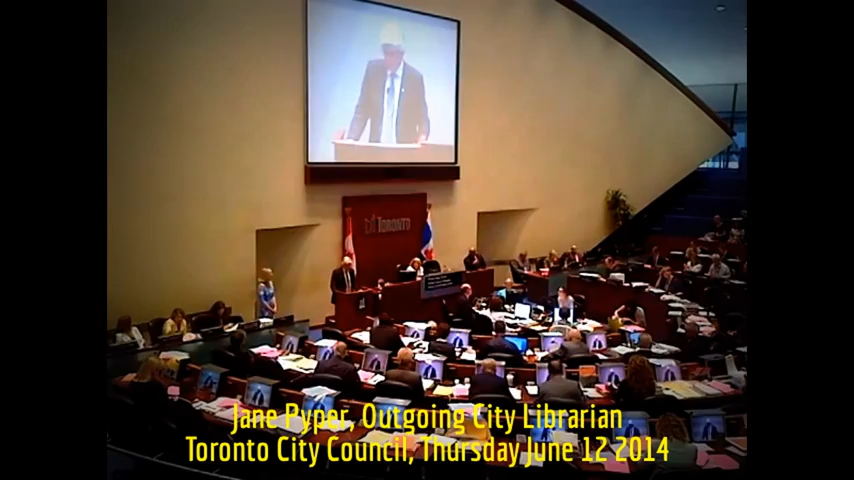 TORONTO
Jane Pyper, Outgoing City Librarian
Toronto City Council, Thursday June 12 2014